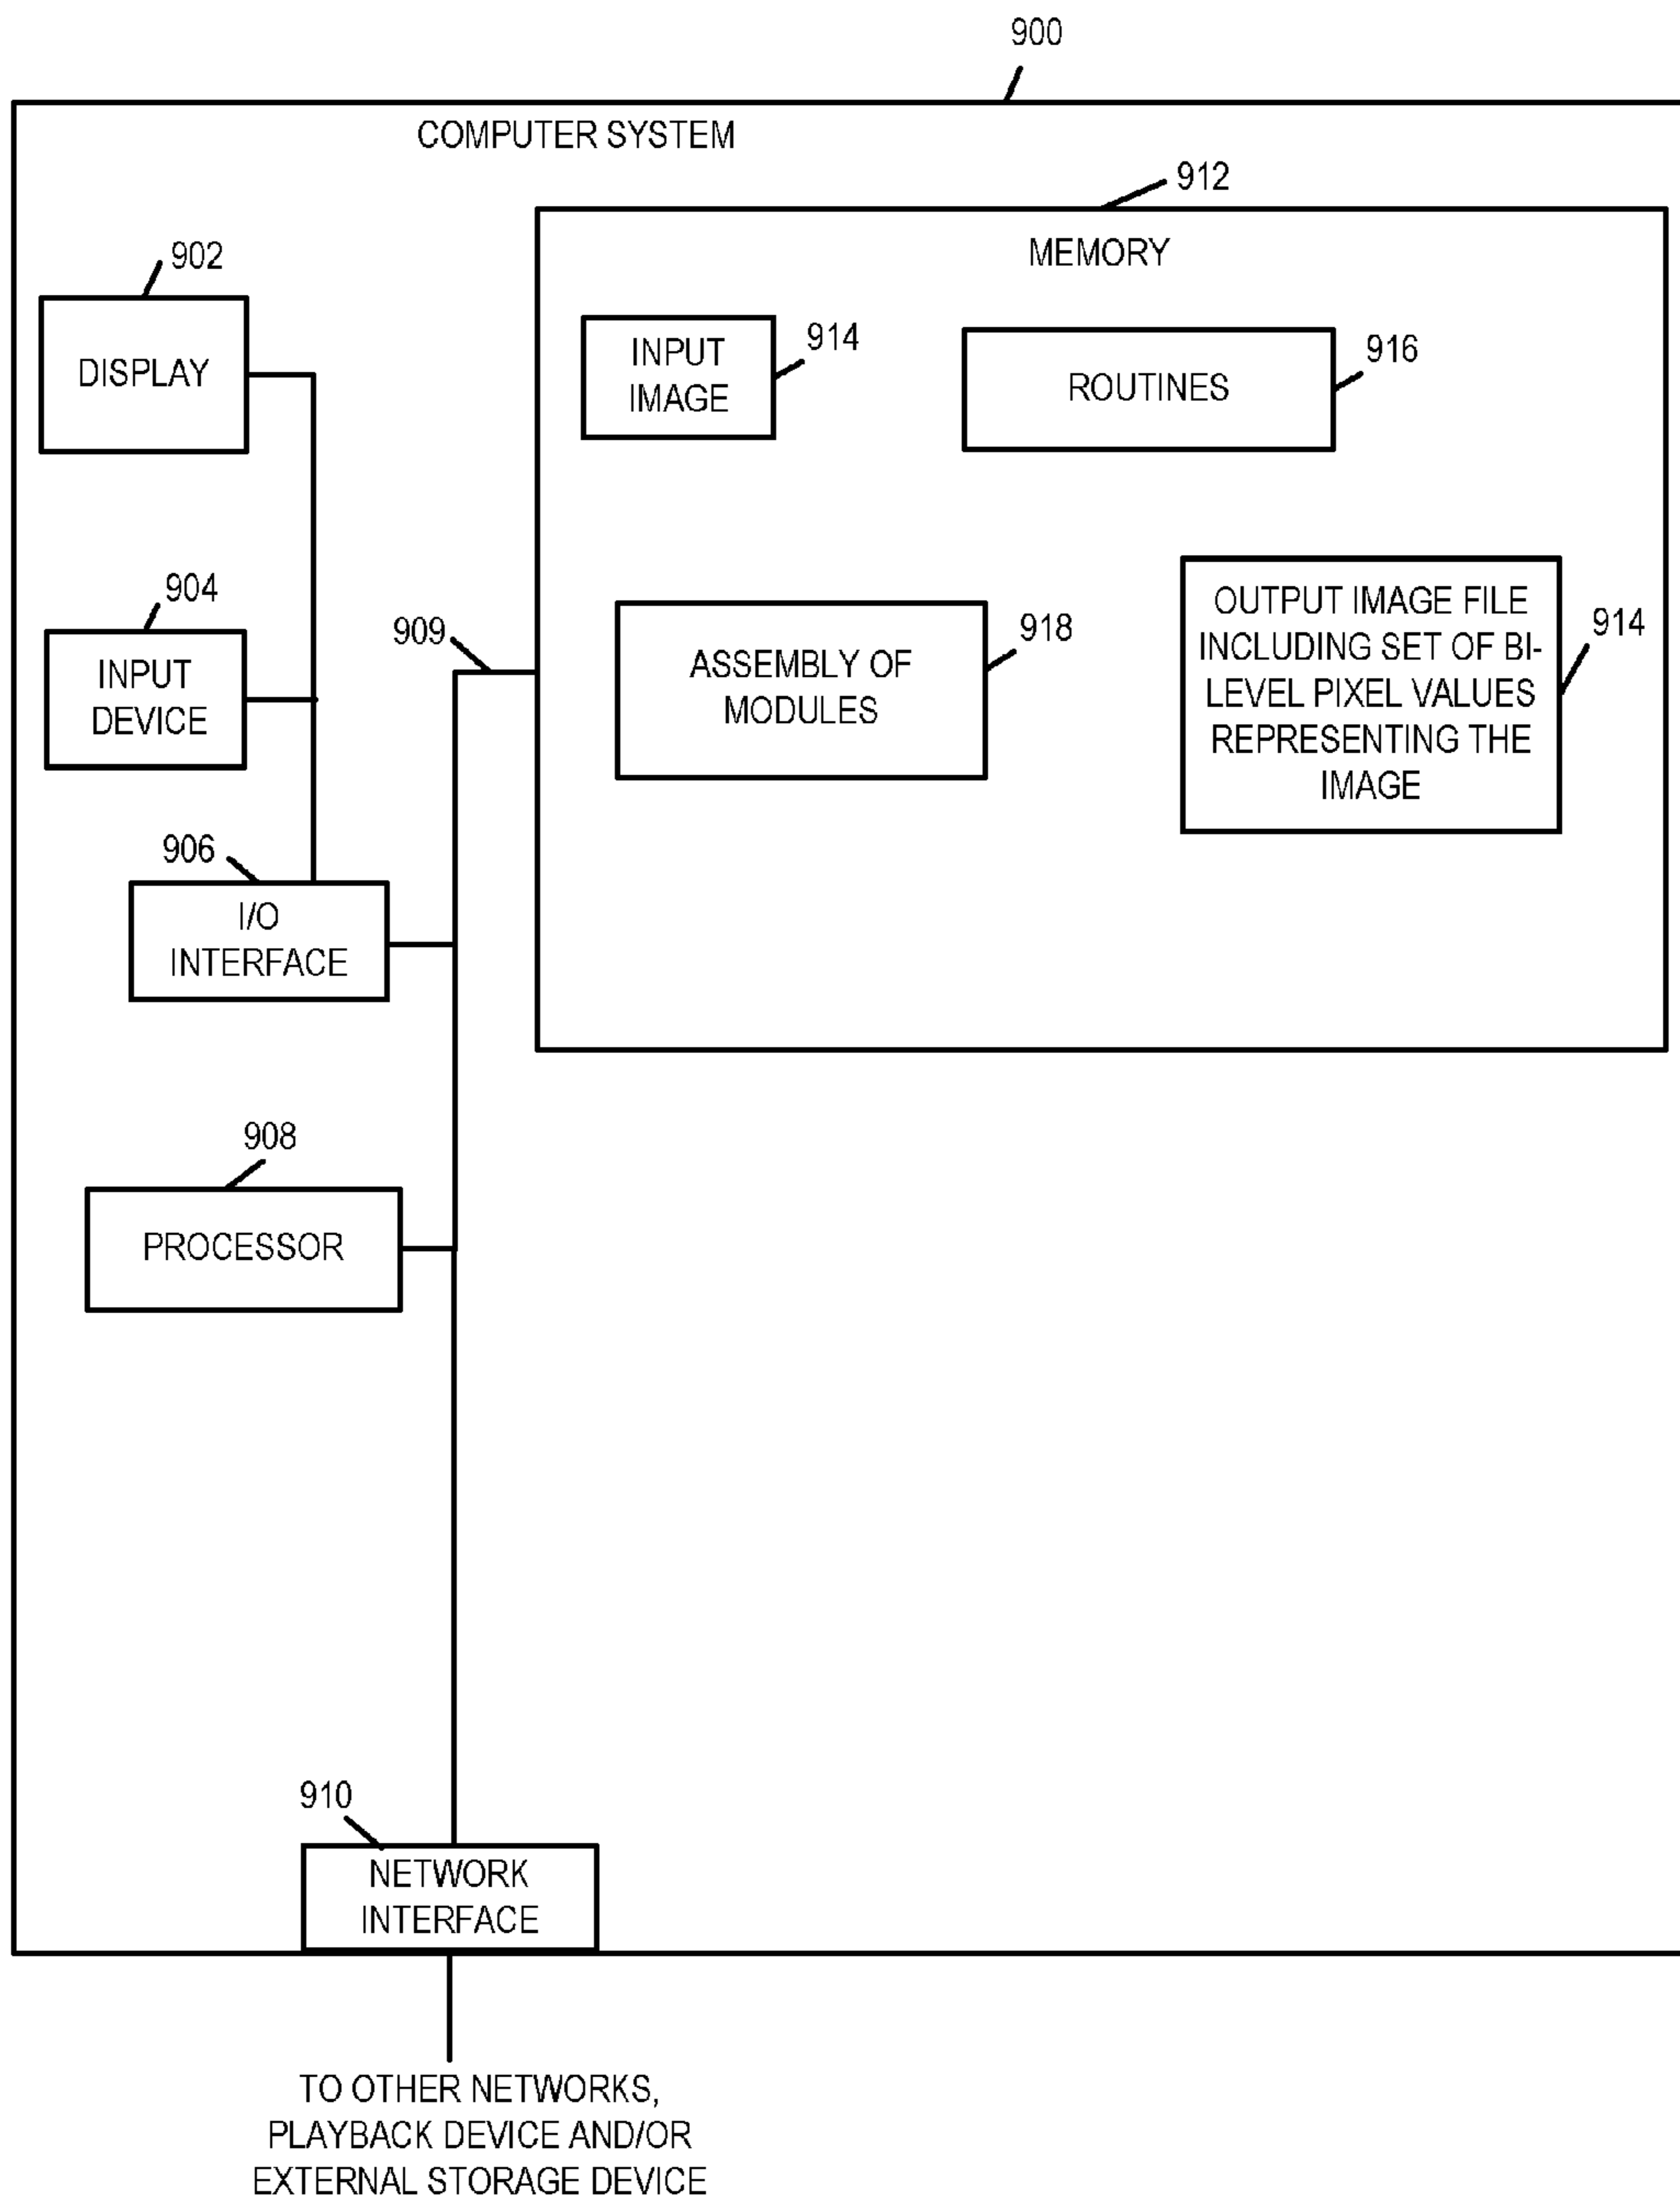 900
COMPUTER SYSTEM
912
MEMORY
902
DISPLAY
INPUT
IMAGE
914
ROUTINES
916
904
INPUT
DEVICE
909
ASSEMBLY OF
MODULES
918
OUTPUT IMAGE FILE
INCLUDING SET OF BI-
LEVEL PIXEL VALUES
REPRESENTING THE
IMAGE
914
906
I/O
INTERFACE
908
PROCESSOR
910
NETWORK
INTERFACE
TO OTHER NETWORKS,
PLAYBACK DEVICE AND/OR
EXTERNAL STORAGE DEVICE